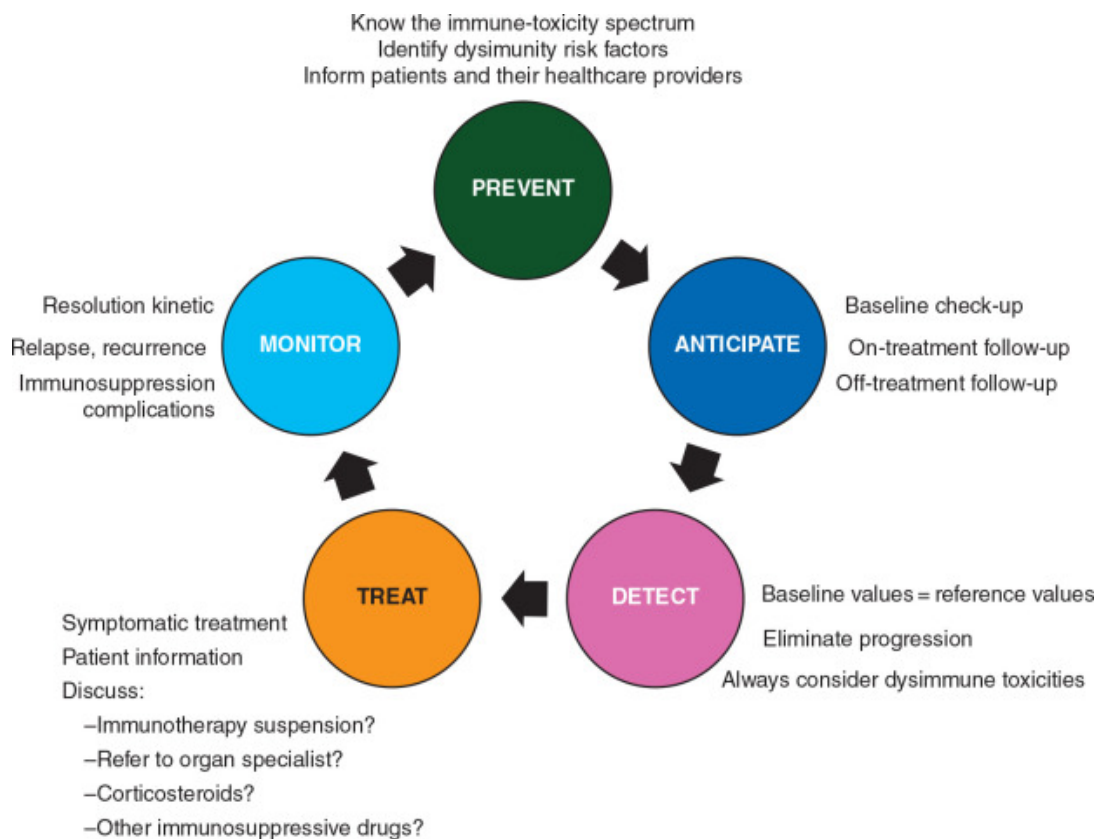 Know the immune-toxicity spectrum
Identify dysimunity risk factors
Inform patients and their healthcare providers
PREVENT
ANTICIPATE
Baseline check-up
On-treatment follow-up
Off-treatment follow-up
DETECT
Baseline values = reference values
Eliminate progression
Always consider dysimmune toxicities
TREAT
Symptomatic treatment
Patient information
Discuss:
–Immunotherapy suspension?
–Refer to organ specialist?
–Corticosteroids?
–Other immunosuppressive drugs?
MONITOR
Resolution kinetic
Relapse, recurrence
Immunosuppression
complications